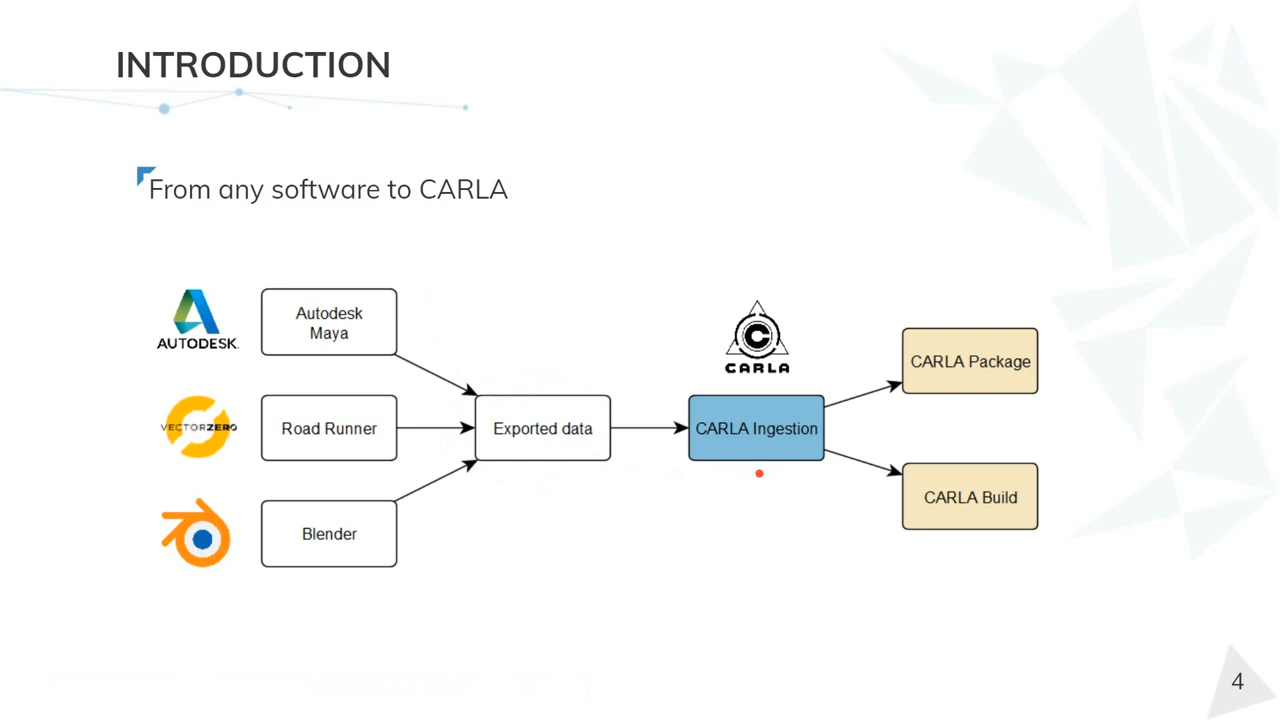 INTRODUCTION
From any software to CARLA
AUTODESK.
Autodesk
Maya
VECTORZERO
Road Runner
Blender
Exported data
CARLA
CARLA Ingestion
CARLA Package
CARLA Build
4